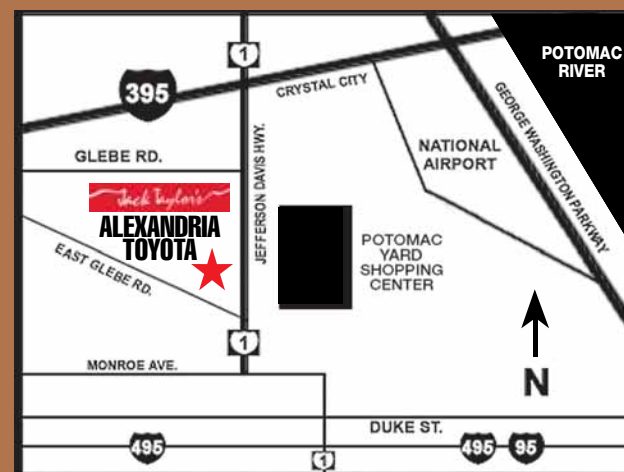 1
POTOMAC
RIVER
395
CRYSTAL CITY
GEORGE WASHINGTON PARKWAY
GLEBE RD.
JEFFERSON DAVIS HWY.
NATIONAL
AIRPORT
Jack Taylor's
ALEXANDRIA
TOYOTA
EAST GLEBE RD.
POTOMAC
YARD
SHOPPING
CENTER
1
MONROE AVE.
N
DUKE ST.
495
1
495
95